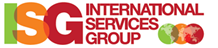 ISG INTERNATIONAL
SERVICES
GROUP